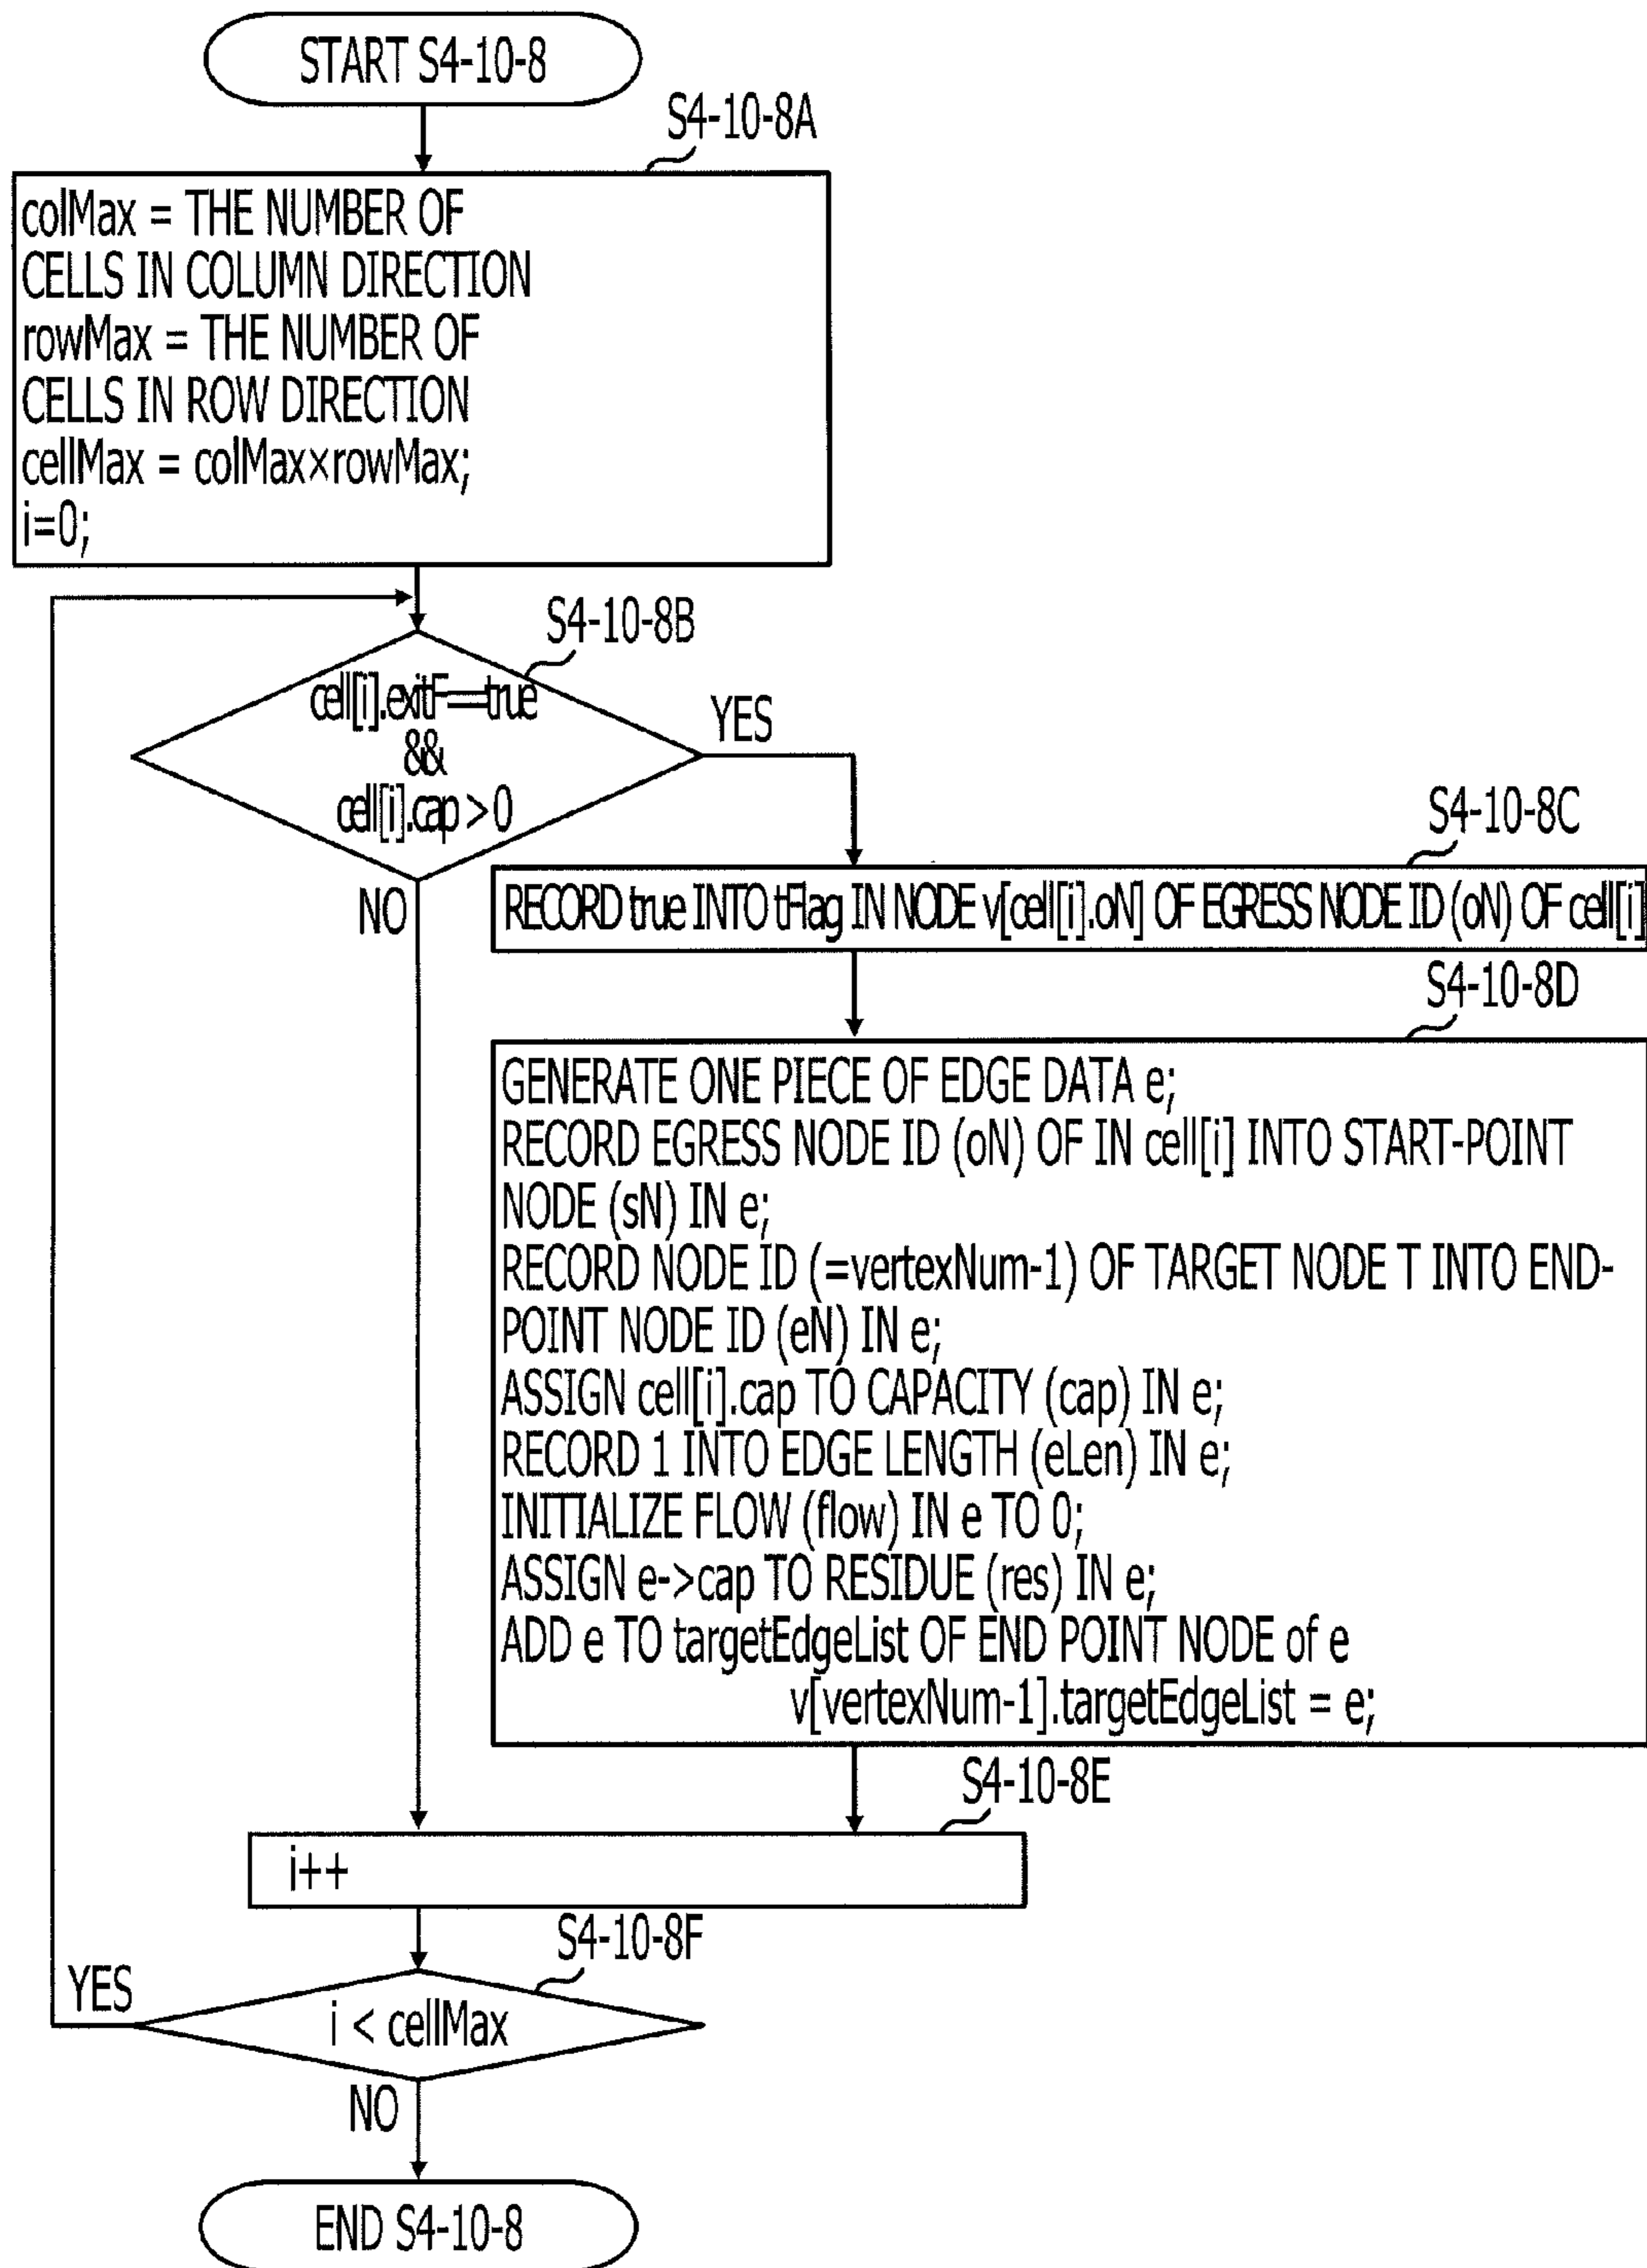 START S4-10-8
S4-10-8A
colMax = THE NUMBER OF
CELLS IN COLUMN DIRECTION
rowMax = THE NUMBER OF
CELLS IN ROW DIRECTION
cellMax = colMax×rowMax;
i=0;
S4-10-8B
cell[i].exitF==true
&&
cell[i].cap >0
YES
NO
S4-10-8C
RECORD true INTO tFlag IN NODE v[cell[i].oN] OF EGRESS NODE ID (oN) OF cell[i]
S4-10-8D
GENERATE ONE PIECE OF EDGE DATA e;
RECORD EGRESS NODE ID (oN) OF IN cell[i] INTO START-POINT
NODE (sN) IN e;
RECORD NODE ID (=vertexNum-1) OF TARGET NODE T INTO END-
POINT NODE ID (eN) IN e;
ASSIGN cell[i].cap TO CAPACITY (cap) IN e;
RECORD 1 INTO EDGE LENGTH (eLen) IN e;
INITIALIZE FLOW (flow) IN e TO 0;
ASSIGN e->cap TO RESIDUE (res) IN e;
ADD e TO targetEdgeList OF END POINT NODE of e
v[vertexNum-1].targetEdgeList = e;
S4-10-8E
i++
S4-10-8F
YES
i < cellMax
NO
END S4-10-8